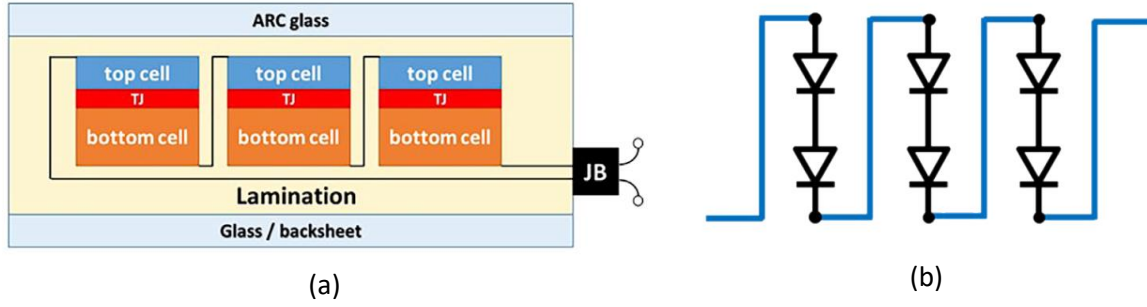 ARC glass
top cell top cell top cell
TJ TJ TJ
bottom cell bottom cell bottom cell
JB
Lamination
Glass / backsheet
(a) (b)